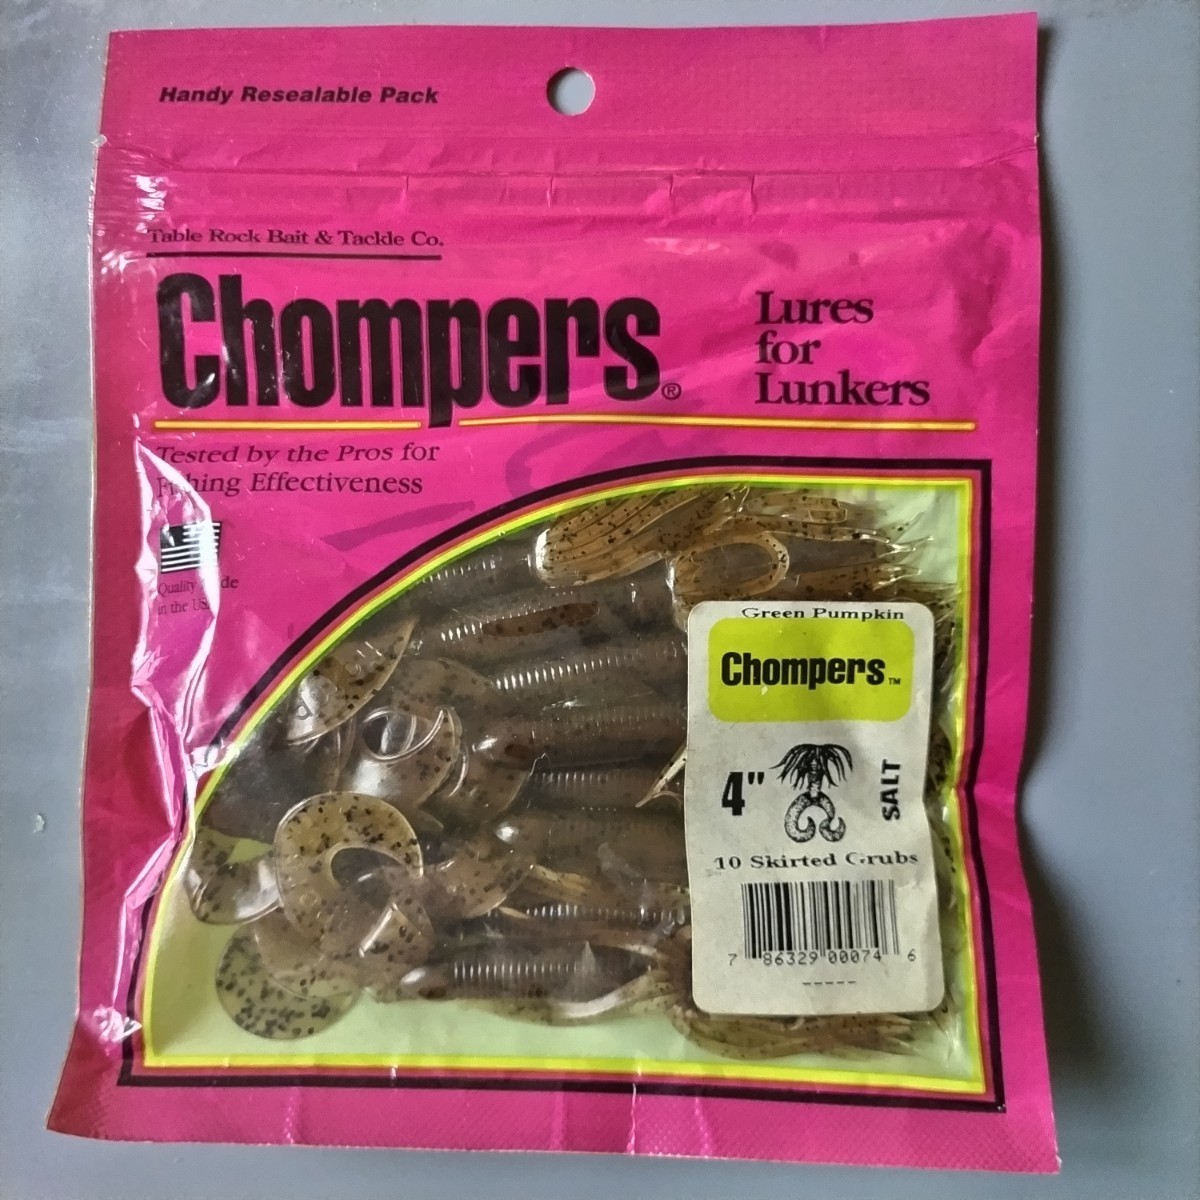 Handy Resealable Pack
Table Rock Bait & Tackle Co.
Chompers®
Lures
for
Lunkers
Tested by the Pros for
Fishing Effectiveness
Quality Made
in the USA
Green Pumpkin
Chompers™
4"
SALT
10 Skirted Grubs
7 86329 00074 6
-----